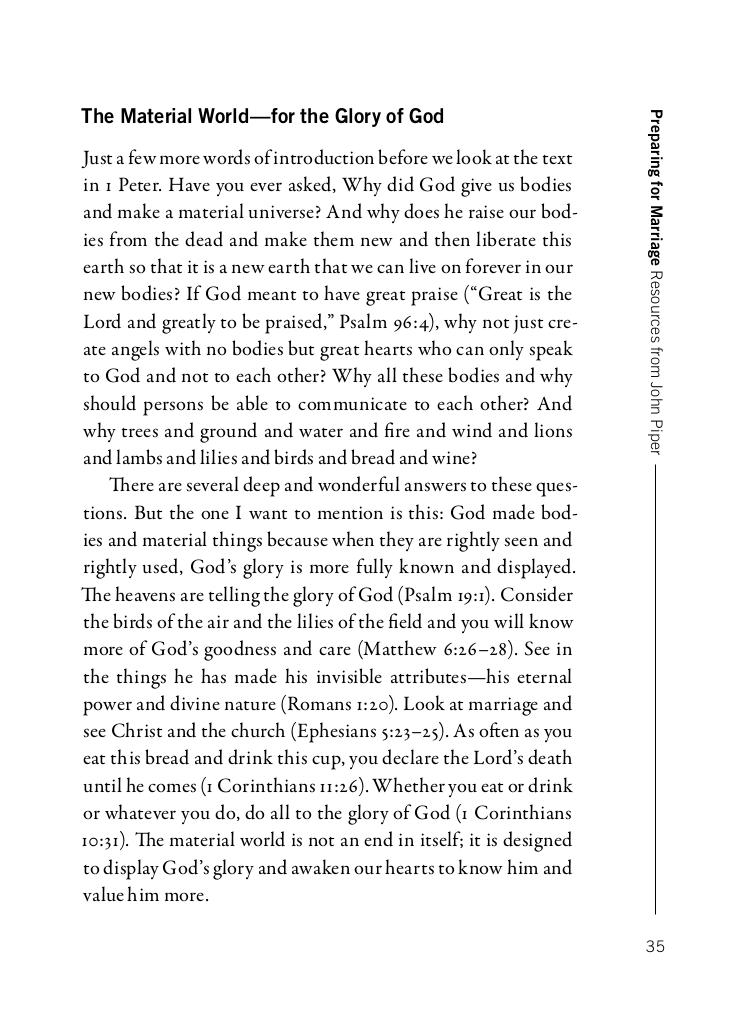 The Material World—for the Glory of God
Just a few more words of introduction before we look at the text
in 1 Peter. Have you ever asked, Why did God give us bodies
and make a material universe? And why does he raise our bod-
ies from the dead and make them new and then liberate this
earth so that it is a new earth that we can live on forever in our
new bodies? If God meant to have great praise (“Great is the
Lord and greatly to be praised,” Psalm 96:4), why not just cre-
ate angels with no bodies but great hearts who can only speak
to God and not to each other? Why all these bodies and why
should persons be able to communicate to each other? And
why trees and ground and water and fire and wind and lions
and lambs and lilies and birds and bread and wine?
There are several deep and wonderful answers to these ques-
tions. But the one I want to mention is this: God made bod-
ies and material things because when they are rightly seen and
rightly used, God’s glory is more fully known and displayed.
The heavens are telling the glory of God (Psalm 19:1). Consider
the birds of the air and the lilies of the field and you will know
more of God’s goodness and care (Matthew 6:26–28). See in
the things he has made his invisible attributes—his eternal
power and divine nature (Romans 1:20). Look at marriage and
see Christ and the church (Ephesians 5:23–25). As often as you
eat this bread and drink this cup, you declare the Lord’s death
until he comes (1 Corinthians 11:26). Whether you eat or drink
or whatever you do, do all to the glory of God (1 Corinthians
10:31). The material world is not an end in itself; it is designed
to display God’s glory and awaken our hearts to know him and
value him more.
Preparing for Marriage Resources from John Piper
35